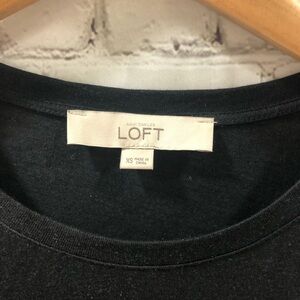 ANN TAYLOR
LOFT
XS MADE IN
CHINA